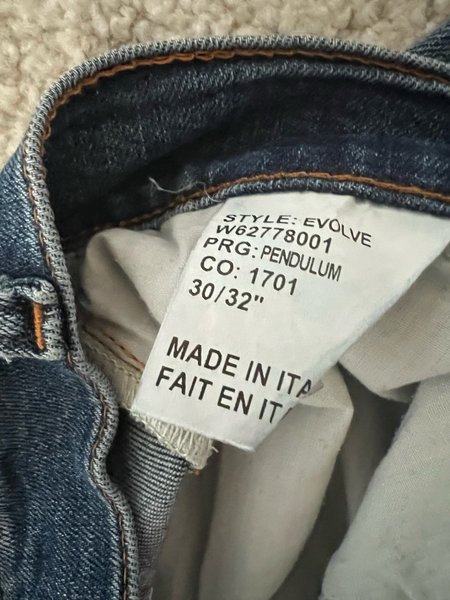 STYLE: EVOLVE
W62778001
PRG: PENDULUM
CO: 1701
30/32"
MADE IN ITA
FAIT EN IT